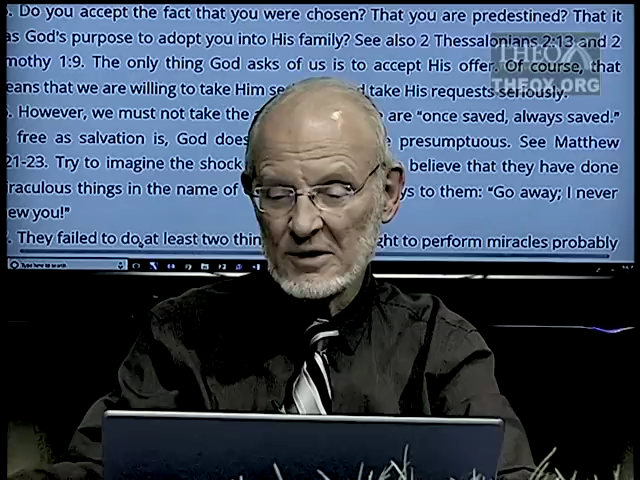 . Do you accept the fact that you were chosen? That you are predestined? That it
as God's purpose to adopt you into His family? See also 2 Thessalonians 2:13 and 2
mothy 1:9. The only thing God asks of us is to accept His offer. Of course, that
eans that we are willing to take Him se d take His requests seriously.
. However, we must not take the e are "once saved, always saved."
free as salvation is, God does presumptuous. See Matthew
21-23. Try to imagine the shock believe that they have done
iraculous things in the name of ys to them: "Go away; I never
ew you!"
. They failed to do at least two thin ght to perform miracles probably
THEOX
THEOX.ORG
Type here to search